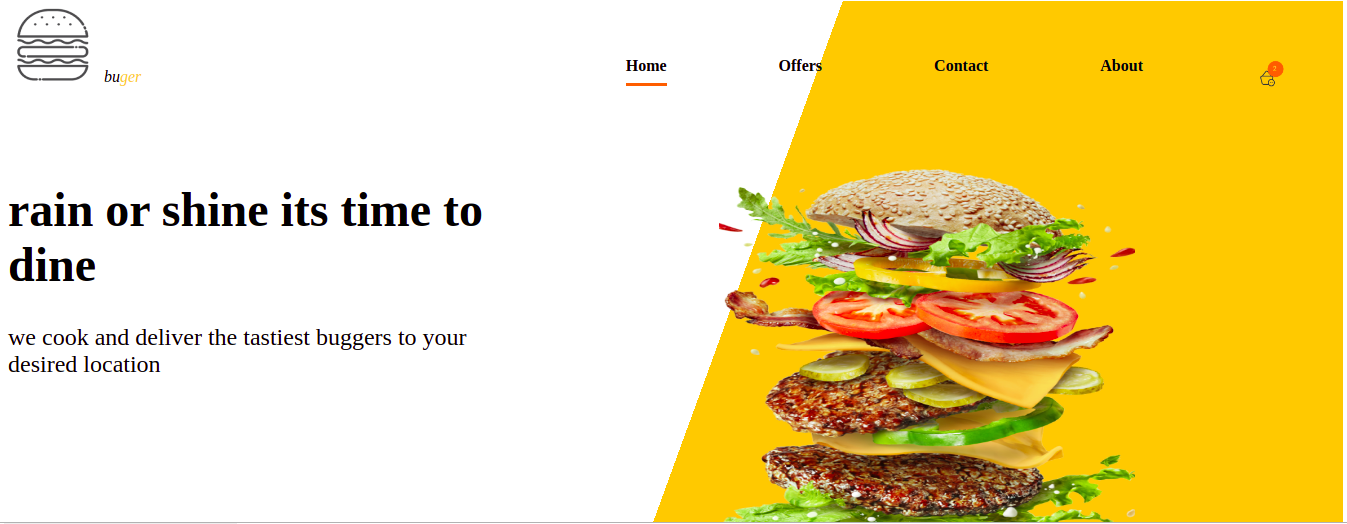 buger
Home Offers Contact About
2
rain or shine its time to
dine
we cook and deliver the tastiest buggers to your
desired location